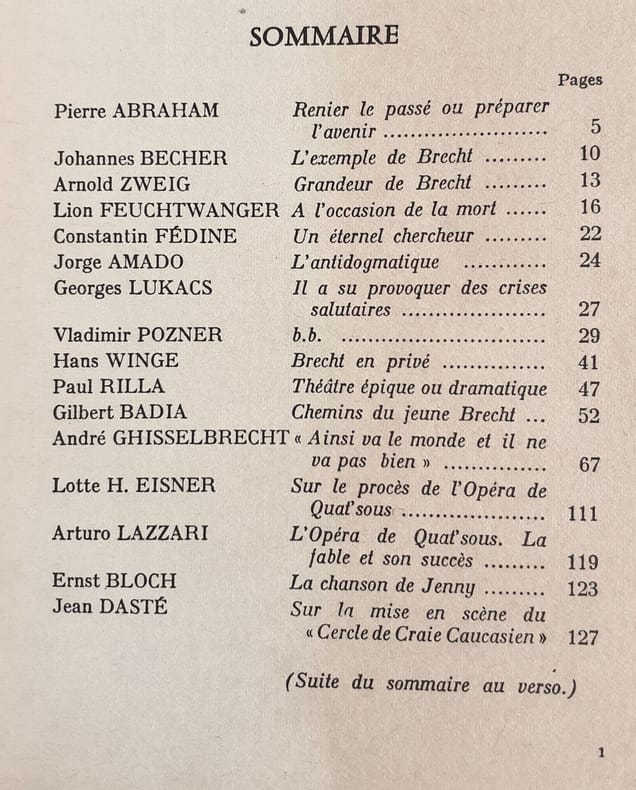 SOMMAIRE
Pages
Pierre ABRAHAM Renier le passé ou préparer
l'avenir ........................ 5
Johannes BECHER L'exemple de Brecht ......... 10
Arnold ZWEIG Grandeur de Brecht ......... 13
Lion FEUCHTWANGER A l'occasion de la mort ...... 16
Constantin FÉDINE Un éternel chercheur ......... 22
Jorge AMADO L'antidogmatique ............ 24
Georges LUKACS Il a su provoquer des crises
salutaires ..................... 27
Vladimir POZNER b.b. .............................. 29
Hans WINGE Brecht en privé ............... 41
Paul RILLA Théâtre épique ou dramatique 47
Gilbert BADIA Chemins du jeune Brecht ... 52
André GHISSELBRECHT « Ainsi va le monde et il ne
va pas bien » ............... 67
Lotte H. EISNER Sur le procès de l'Opéra de
Quat'sous ..................... 111
Arturo LAZZARI L'Opéra de Quat'sous. La
fable et son succès ......... 119
Ernst BLOCH La chanson de Jenny ......... 123
Jean DASTÉ Sur la mise en scène du
« Cercle de Craie Caucasien » 127
(Suite du sommaire au verso.)
1